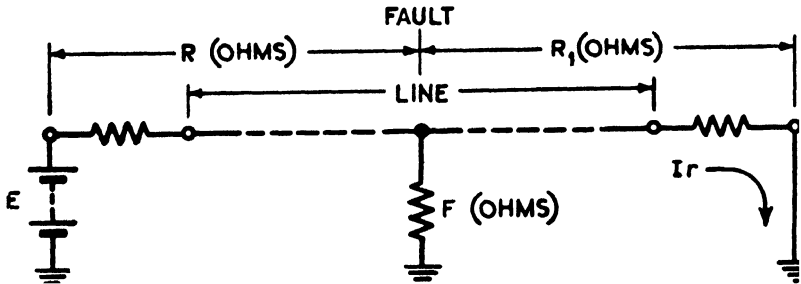 FAULT
R (OHMS)
R1 (OHMS)
LINE
E
F (OHMS)
Ir